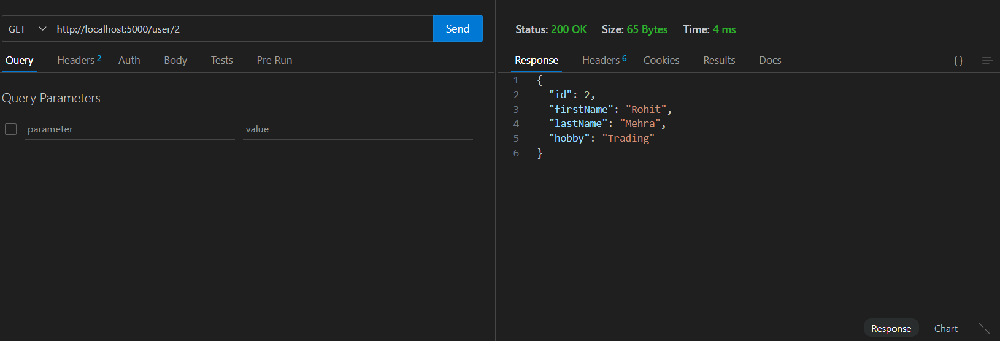 GET http://localhost:5000/user/2 Send
Query Headers 2 Auth Body Tests Pre Run
Query Parameters
parameter value
Status: 200 OK Size: 65 Bytes Time: 4 ms
Response Headers 6 Cookies Results Docs { }
1 {
2 "id": 2,
3 "firstName": "Rohit",
4 "lastName": "Mehra",
5 "hobby": "Trading"
6 }
Response Chart